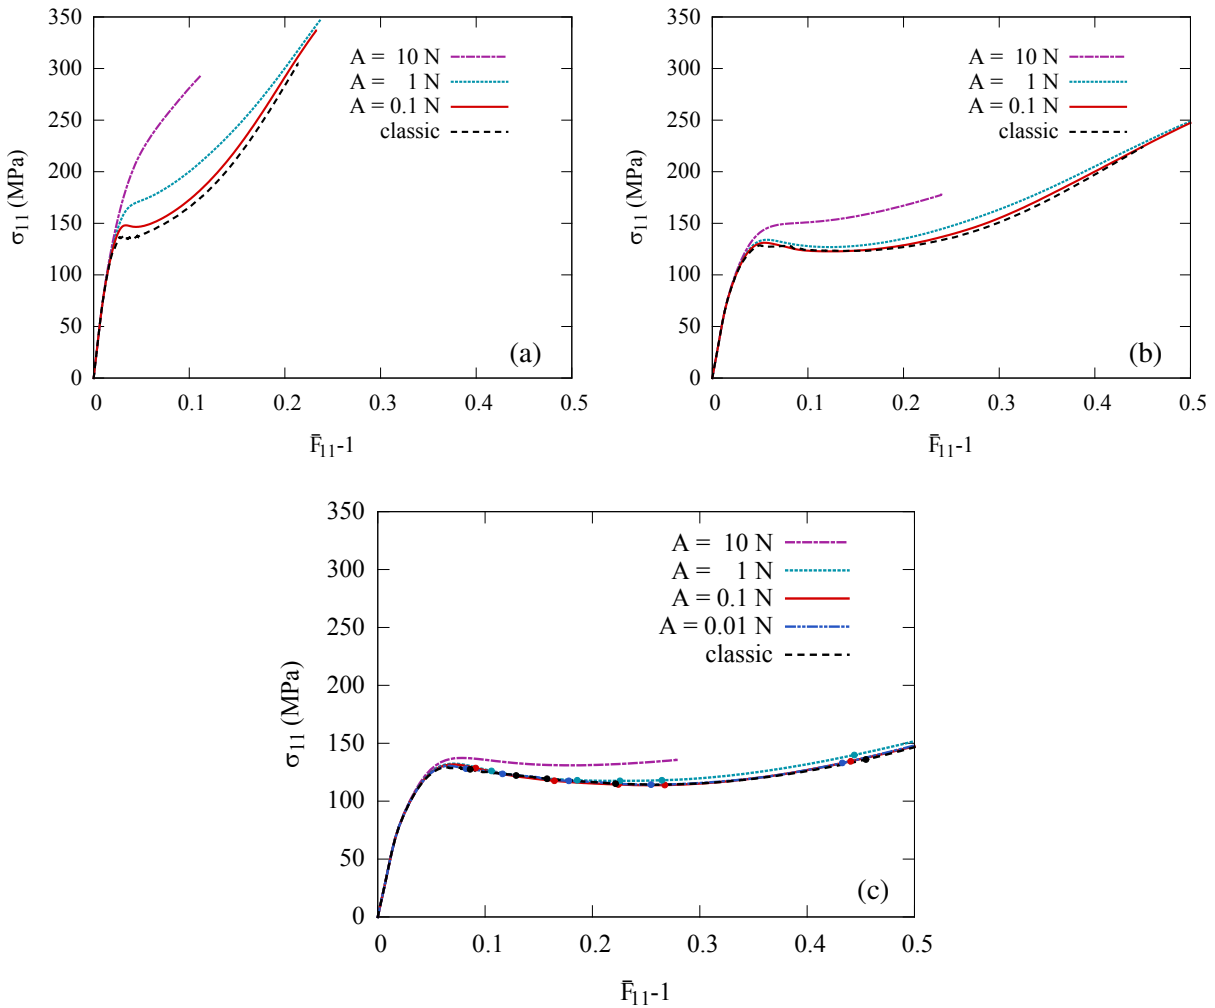 350
300
250
200
150
100
50
0
σ11 (MPa)
A = 10 N
A = 1 N
A = 0.1 N
classic
(a)
0 0.1 0.2 0.3 0.4 0.5
F̄11-1
350
300
250
200
150
100
50
0
σ11 (MPa)
A = 10 N
A = 1 N
A = 0.1 N
classic
(b)
0 0.1 0.2 0.3 0.4 0.5
F̄11-1
350
300
250
200
150
100
50
0
σ11 (MPa)
A = 10 N
A = 1 N
A = 0.1 N
A = 0.01 N
classic
(c)
0 0.1 0.2 0.3 0.4 0.5
F̄11-1